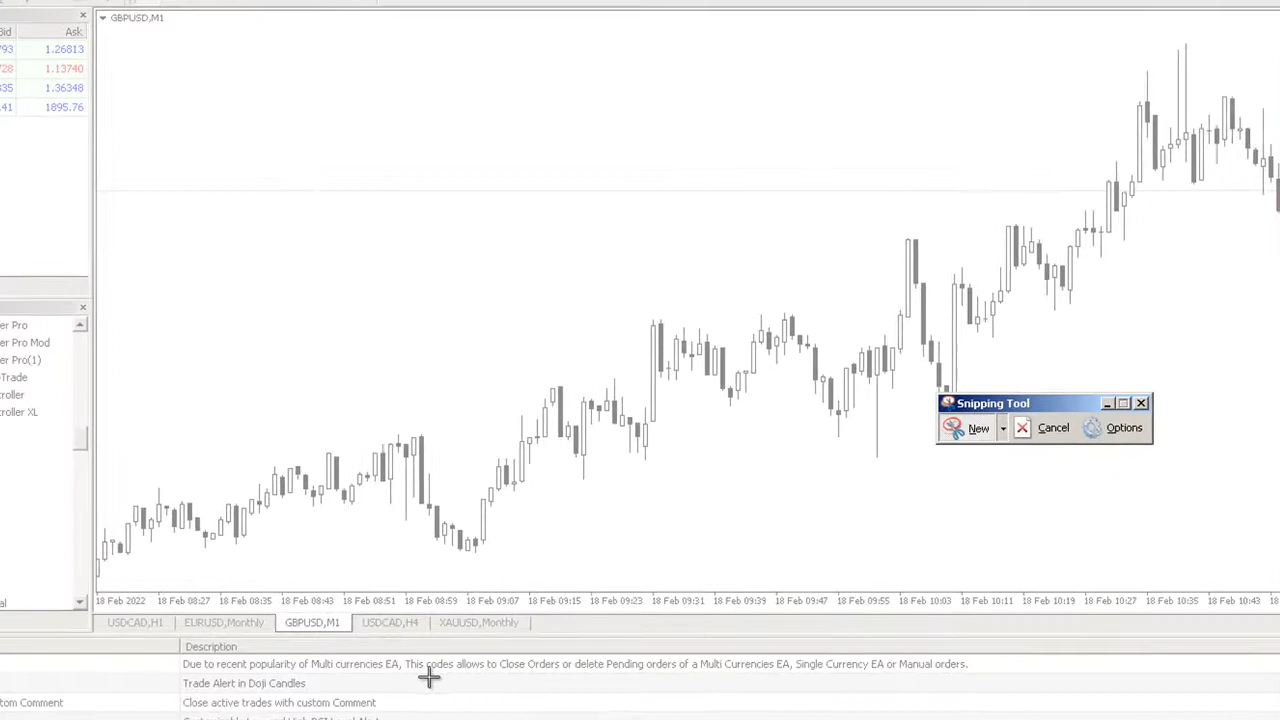 Bid Ask
793 1.26813
728 1.13740
835 1.36348
.41 1895.76
GBPUSD,M1
er Pro
er Pro Mod
er Pro(1)
-Trade
oller
oller XL
al
Snipping Tool
New Cancel Options
18 Feb 2022 18 Feb 08:27 18 Feb 08:35 18 Feb 08:43 18 Feb 08:51 18 Feb 08:59 18 Feb 09:07 18 Feb 09:15 18 Feb 09:23 18 Feb 09:31 18 Feb 09:39 18 Feb 09:47 18 Feb 09:55 18 Feb 10:03 18 Feb 10:11 18 Feb 10:19 18 Feb 10:27 18 Feb 10:35 18 Feb 10:43
USDCAD,H1 EURUSD,Monthly GBPUSD,M1 USDCAD,H4 XAUUSD,Monthly
Description
Due to recent popularity of Multi currencies EA, This codes allows to Close Orders or delete Pending orders of a Multi Currencies EA, Single Currency EA or Manual orders.
Trade Alert in Doji Candles
tom Comment Close active trades with custom Comment